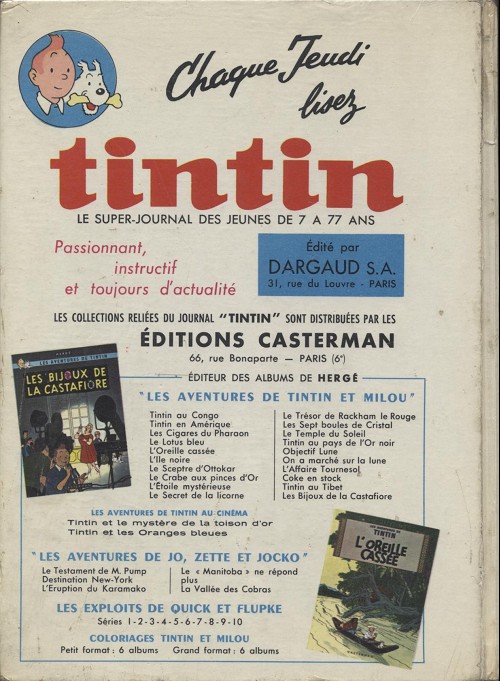 Chaque Jeudi
lisez
tintin
LE SUPER-JOURNAL DES JEUNES DE 7 A 77 ANS
Passionnant,
instructif
et toujours d'actualité
Édité par
DARGAUD S.A.
31, rue du Louvre - PARIS
LES COLLECTIONS RELIÉES DU JOURNAL "TINTIN" SONT DISTRIBUÉES PAR LES
ÉDITIONS CASTERMAN
66, rue Bonaparte — PARIS (6e)
ÉDITEUR DES ALBUMS DE HERGÉ
HERGÉ
LES AVENTURES DE TINTIN
LES BIJOUX DE
LA CASTAFIORE
"LES AVENTURES DE TINTIN ET MILOU"
Tintin au Congo
Tintin en Amérique
Les Cigares du Pharaon
Le Lotus bleu
L'Oreille cassée
L'Ile noire
Le Sceptre d'Ottokar
Le Crabe aux pinces d'Or
L'Étoile mystérieuse
Le Secret de la licorne
Le Trésor de Rackham le Rouge
Les Sept boules de Cristal
Le Temple du Soleil
Tintin au pays de l'Or noir
Objectif Lune
On a marché sur la lune
L'Affaire Tournesol
Coke en stock
Tintin au Tibet
Les Bijoux de la Castafiore
LES AVENTURES DE TINTIN AU CINÉMA
Tintin et le mystère de la toison d'or
Tintin et les Oranges bleues
"LES AVENTURES DE JO, ZETTE ET JOCKO"
Le Testament de M. Pump
Destination New-York
L'Eruption du Karamako
Le « Manitoba » ne répond
plus
La Vallée des Cobras
LES AVENTURES DE
TINTIN
L'OREILLE
CASSÉE
CASTERMAN
LES EXPLOITS DE QUICK ET FLUPKE
Séries 1-2-3-4-5-6-7-8-9-10
COLORIAGES TINTIN ET MILOU
Petit format : 6 albums Grand format : 6 albums